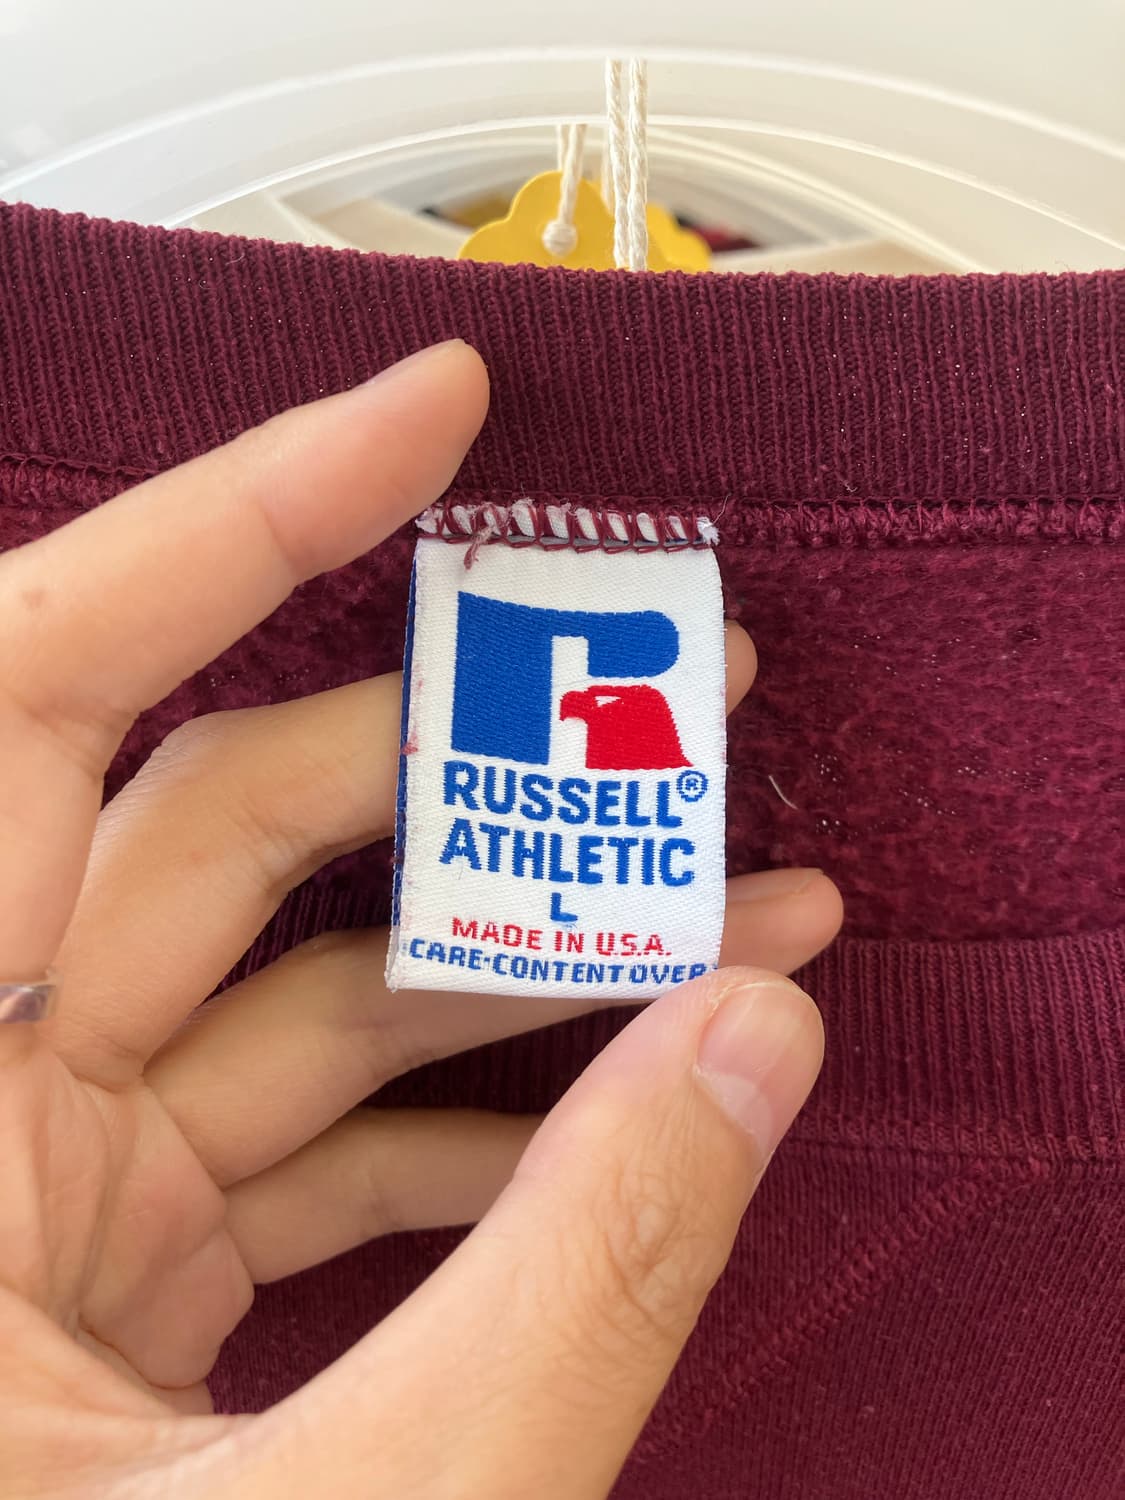 RUSSELL®
ATHLETIC
L
MADE IN U.S.A.
CARE·CONTENT OVER